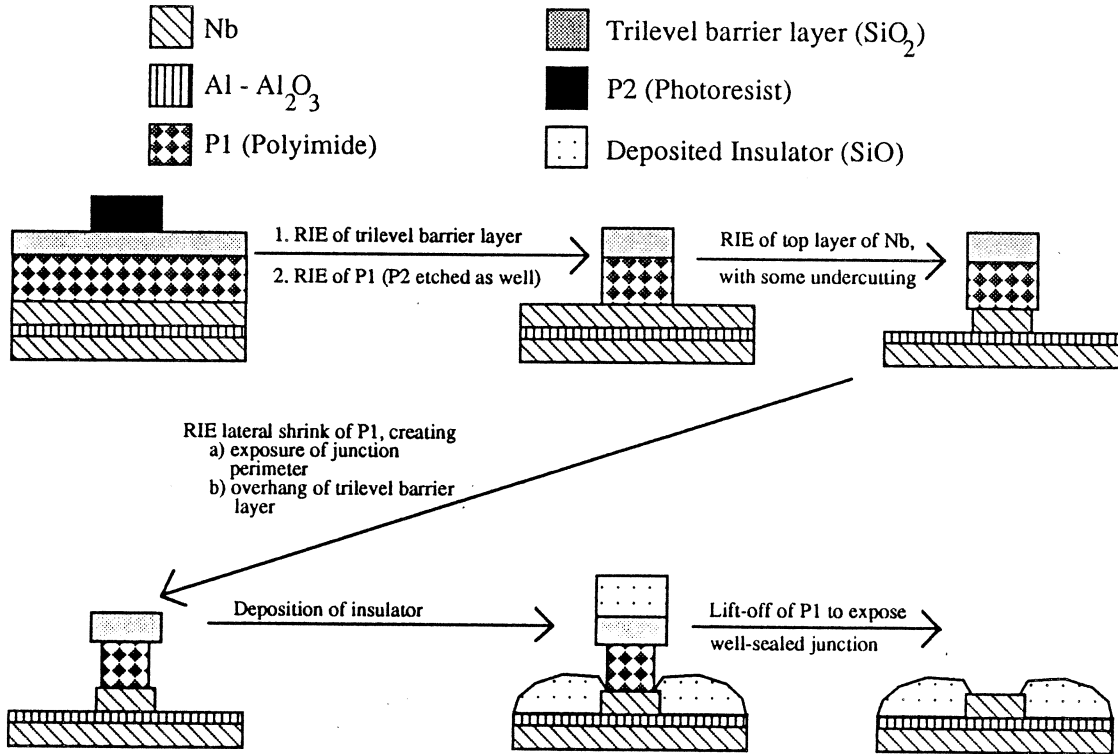 Nb
Al - Al2O3
P1 (Polyimide)
Trilevel barrier layer (SiO2)
P2 (Photoresist)
Deposited Insulator (SiO)
1. RIE of trilevel barrier layer
2. RIE of P1 (P2 etched as well)
RIE of top layer of Nb,
with some undercutting
RIE lateral shrink of P1, creating
a) exposure of junction
perimeter
b) overhang of trilevel barrier
layer
Deposition of insulator
Lift-off of P1 to expose
well-sealed junction